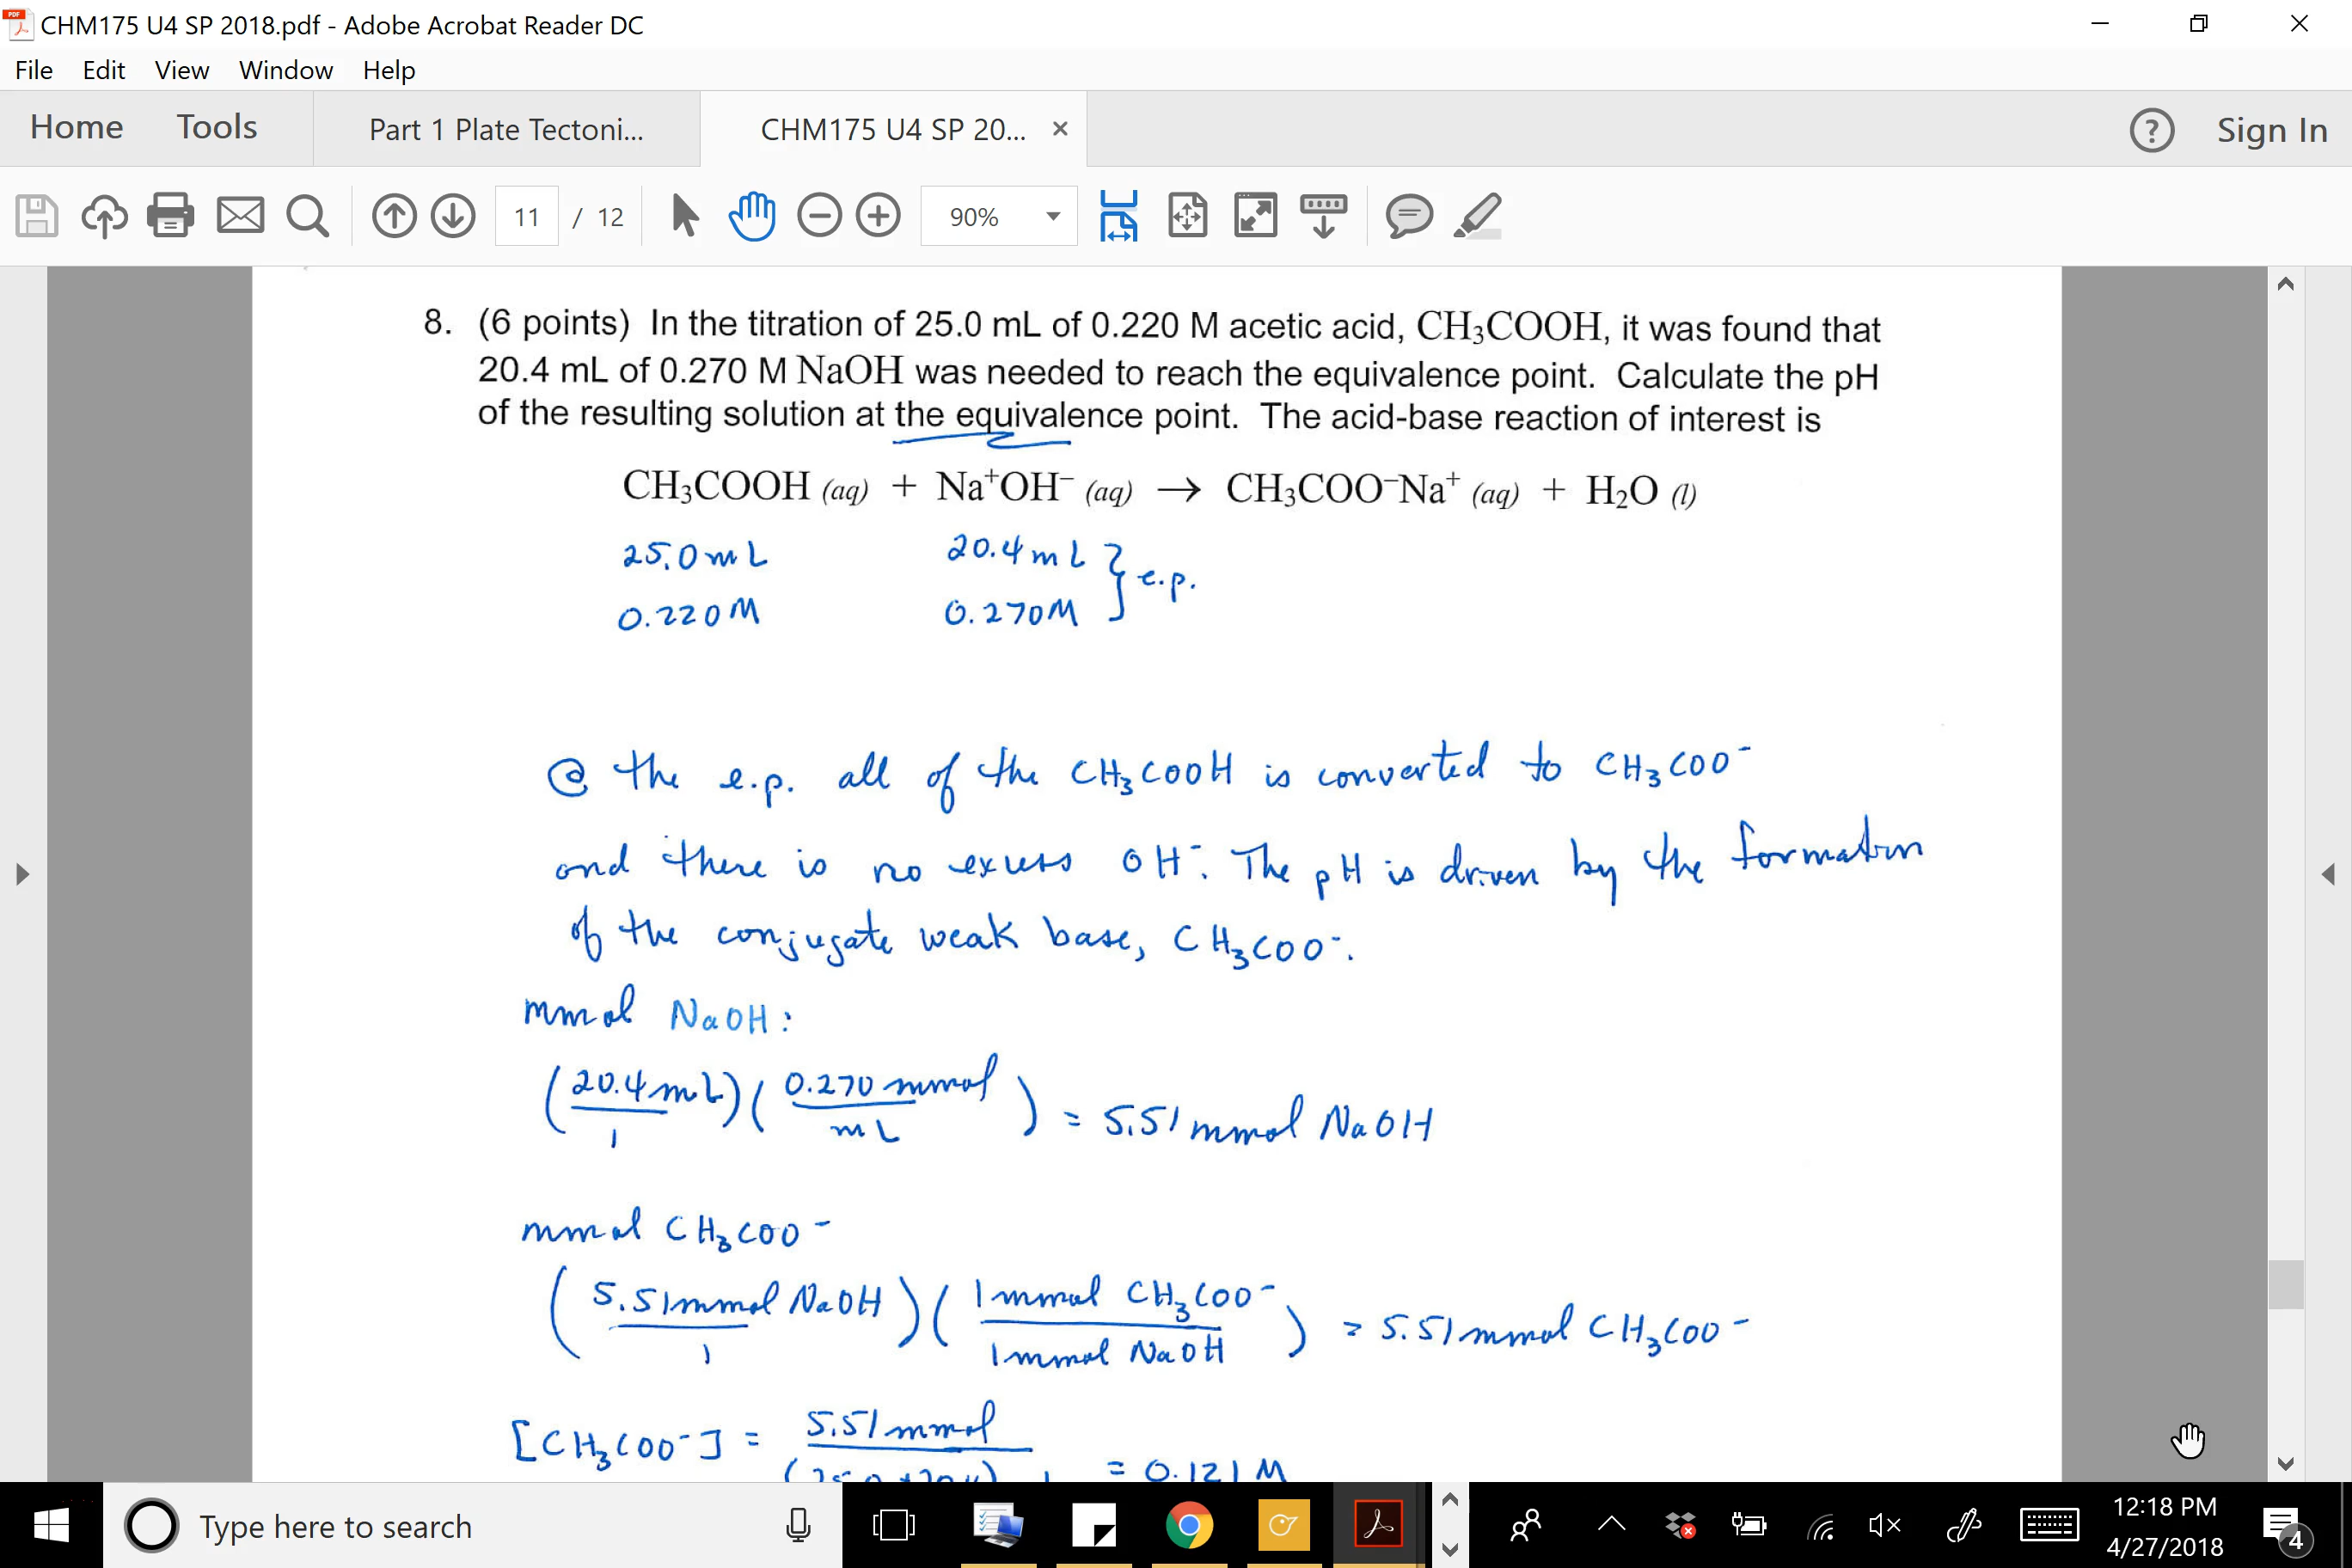 CHM175 U4 SP 2018.pdf - Adobe Acrobat Reader DC
File Edit View Window Help
Home Tools Part 1 Plate Tectoni... CHM175 U4 SP 20... × Sign In
11 / 12 90%
8. (6 points) In the titration of 25.0 mL of 0.220 M acetic acid, CH₃COOH, it was found that
20.4 mL of 0.270 M NaOH was needed to reach the equivalence point. Calculate the pH
of the resulting solution at the equivalence point. The acid-base reaction of interest is
CH₃COOH (aq) + Na⁺OH⁻ (aq) → CH₃COO⁻Na⁺ (aq) + H₂O (l)
25.0 mL 20.4 mL } e.p.
0.220 M 0.270 M
@ the e.p. all of the CH₃COOH is converted to CH₃COO⁻
and there is no excess OH⁻. The pH is driven by the formation
of the conjugate weak base, CH₃COO⁻.
mmol NaOH:
(20.4 mL / 1)(0.270 mmol / mL) = 5.51 mmol NaOH
mmol CH₃COO⁻
(5.51 mmol NaOH / 1)(1 mmol CH₃COO⁻ / 1 mmol NaOH) = 5.51 mmol CH₃COO⁻
[CH₃COO⁻] = 5.51 mmol / (25.0 + 20.4) = 0.121 M
Type here to search
12:18 PM
4/27/2018
4